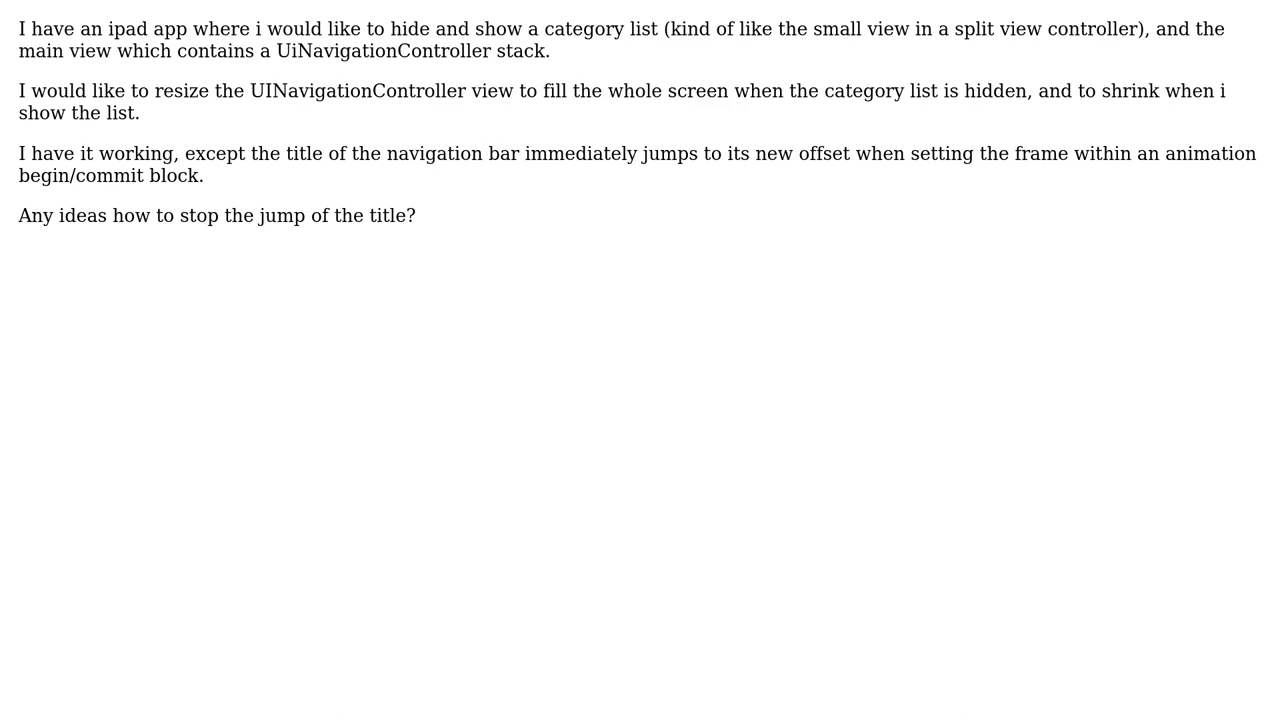 I have an ipad app where i would like to hide and show a category list (kind of like the small view in a split view controller), and the
main view which contains a UiNavigationController stack.
I would like to resize the UINavigationController view to fill the whole screen when the category list is hidden, and to shrink when i
show the list.
I have it working, except the title of the navigation bar immediately jumps to its new offset when setting the frame within an animation
begin/commit block.
Any ideas how to stop the jump of the title?